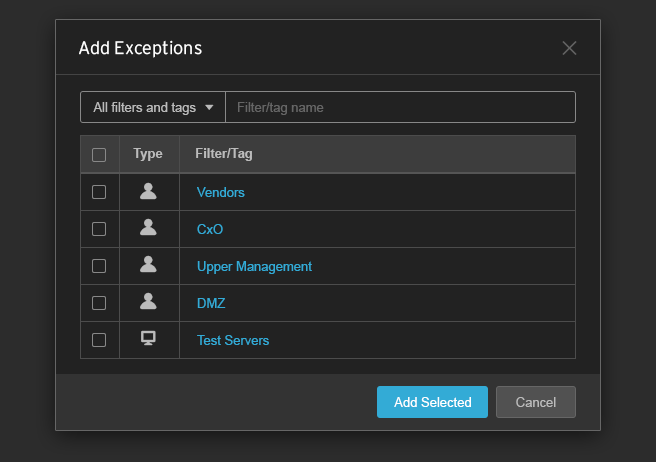 Add Exceptions
All filters and tags Filter/tag name
Type Filter/Tag
Vendors
CxO
Upper Management
DMZ
Test Servers
Add Selected Cancel